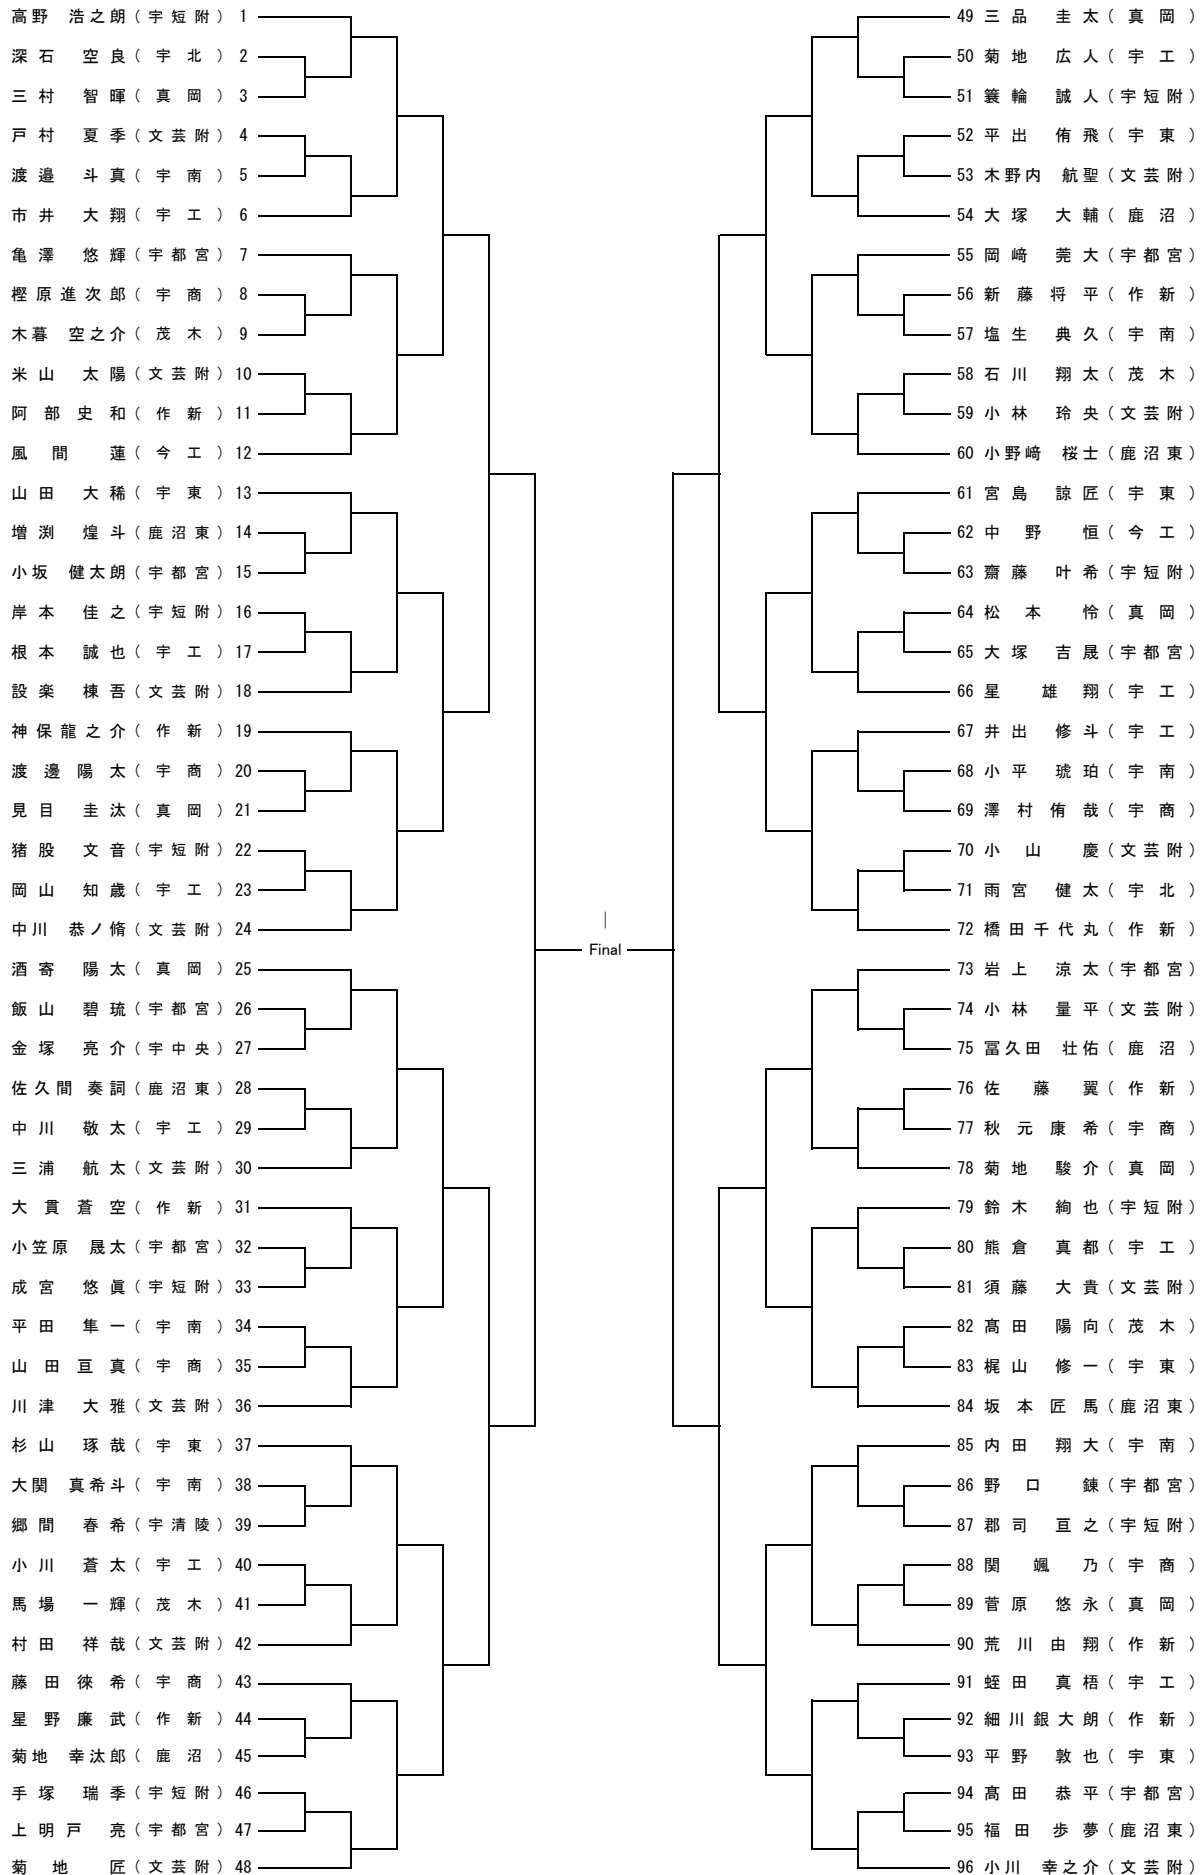 高野 浩之朗(宇短附) 1
深石 空良(宇北) 2
三村 智暉(真岡) 3
戸村 夏季(文芸附) 4
渡邉 斗真(宇南) 5
市井 大翔(宇工) 6
亀澤 悠輝(宇都宮) 7
樫原進次郎(宇商) 8
木暮 空之介(茂木) 9
米山 太陽(文芸附) 10
阿部史和(作新) 11
風間 蓮(今工) 12
山田 大稀(宇東) 13
増渕 煌斗(鹿沼東) 14
小坂 健太朗(宇都宮) 15
岸本 佳之(宇短附) 16
根本 誠也(宇工) 17
設楽 棟吾(文芸附) 18
神保龍之介(作新) 19
渡邊陽太(宇商) 20
見目 圭汰(真岡) 21
猪股 文音(宇短附) 22
岡山 知歳(宇工) 23
中川 恭ノ脩(文芸附) 24
酒寄 陽太(真岡) 25
飯山 碧琉(宇都宮) 26
金塚 亮介(宇中央) 27
佐久間 奏詞(鹿沼東) 28
中川 敬太(宇工) 29
三浦 航太(文芸附) 30
大貫蒼空(作新) 31
小笠原 晟太(宇都宮) 32
成宮 悠眞(宇短附) 33
平田 隼一(宇南) 34
山田亘真(宇商) 35
川津 大雅(文芸附) 36
杉山 琢哉(宇東) 37
大関 真希斗(宇南) 38
郷間 春希(宇清陵) 39
小川 蒼太(宇工) 40
馬場 一輝(茂木) 41
村田 祥哉(文芸附) 42
藤田徠希(宇商) 43
星野廉武(作新) 44
菊地 幸汰郎(鹿沼) 45
手塚 瑞季(宇短附) 46
上明戸 亮(宇都宮) 47
菊地 匠(文芸附) 48
Final
49 三品 圭太(真岡)
50 菊地 広人(宇工)
51 簑輪 誠人(宇短附)
52 平出 侑飛(宇東)
53 木野内 航聖(文芸附)
54 大塚 大輔(鹿沼)
55 岡﨑 莞大(宇都宮)
56 新藤将平(作新)
57 塩生 典久(宇南)
58 石川 翔太(茂木)
59 小林 玲央(文芸附)
60 小野﨑 桜士(鹿沼東)
61 宮島 諒匠(宇東)
62 中野 恒(今工)
63 齋藤 叶希(宇短附)
64 松本 怜(真岡)
65 大塚 吉晟(宇都宮)
66 星 雄翔(宇工)
67 井出 修斗(宇工)
68 小平 琥珀(宇南)
69 澤村侑哉(宇商)
70 小山 慶(文芸附)
71 雨宮 健太(宇北)
72 橋田千代丸(作新)
73 岩上 涼太(宇都宮)
74 小林 量平(文芸附)
75 冨久田 壮佑(鹿沼)
76 佐藤 翼(作新)
77 秋元康希(宇商)
78 菊地 駿介(真岡)
79 鈴木 絢也(宇短附)
80 熊倉 真都(宇工)
81 須藤 大貴(文芸附)
82 髙田 陽向(茂木)
83 梶山 修一(宇東)
84 坂本匠馬(鹿沼東)
85 内田 翔大(宇南)
86 野口 錬(宇都宮)
87 郡司 亘之(宇短附)
88 関 颯乃(宇商)
89 菅原 悠永(真岡)
90 荒川由翔(作新)
91 蛭田 真梧(宇工)
92 細川銀大朗(作新)
93 平野 敦也(宇東)
94 髙田 恭平(宇都宮)
95 福田 歩夢(鹿沼東)
96 小川 幸之介(文芸附)